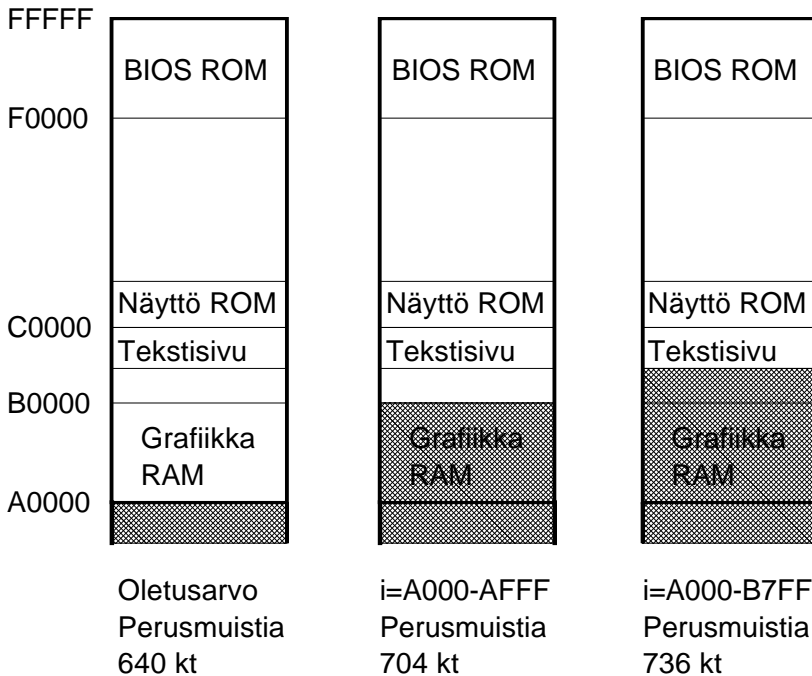 FFFFF
BIOS ROM
BIOS ROM
BIOS ROM
F0000
Näyttö ROM
Näyttö ROM
Näyttö ROM
C0000
Tekstisivu
Tekstisivu
Tekstisivu
B0000
Grafiikka
RAM
Grafiikka
RAM
Grafiikka
RAM
A0000
Oletusarvo
Perusmuistia
640 kt
i=A000-AFFF
Perusmuistia
704 kt
i=A000-B7FF
Perusmuistia
736 kt